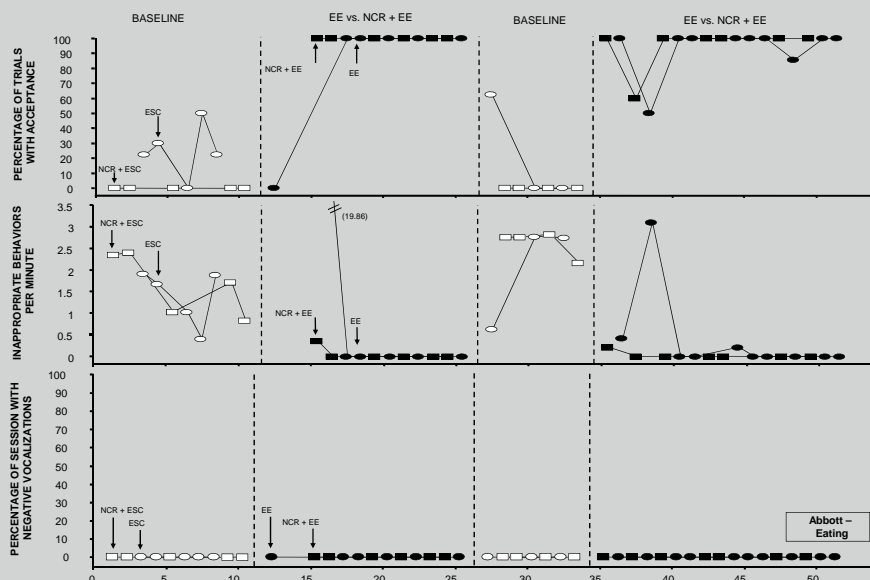 BASELINE
EE vs. NCR + EE
BASELINE
EE vs. NCR + EE
PERCENTAGE OF TRIALS
WITH ACCEPTANCE
100
90
80
70
60
50
40
30
20
10
0
NCR + ESC
ESC
NCR + EE
EE
INAPPROPRIATE BEHAVIORS
PER MINUTE
3.5
3
2.5
2
1.5
1
0.5
0
NCR + ESC
ESC
(19.86)
NCR + EE
EE
PERCENTAGE OF SESSION WITH
NEGATIVE VOCALIZATIONS
100
90
80
70
60
50
40
30
20
10
0
NCR + ESC
ESC
EE
NCR + EE
Abbott –
Eating
0 5 10 15 20 25 30 35 40 45 50